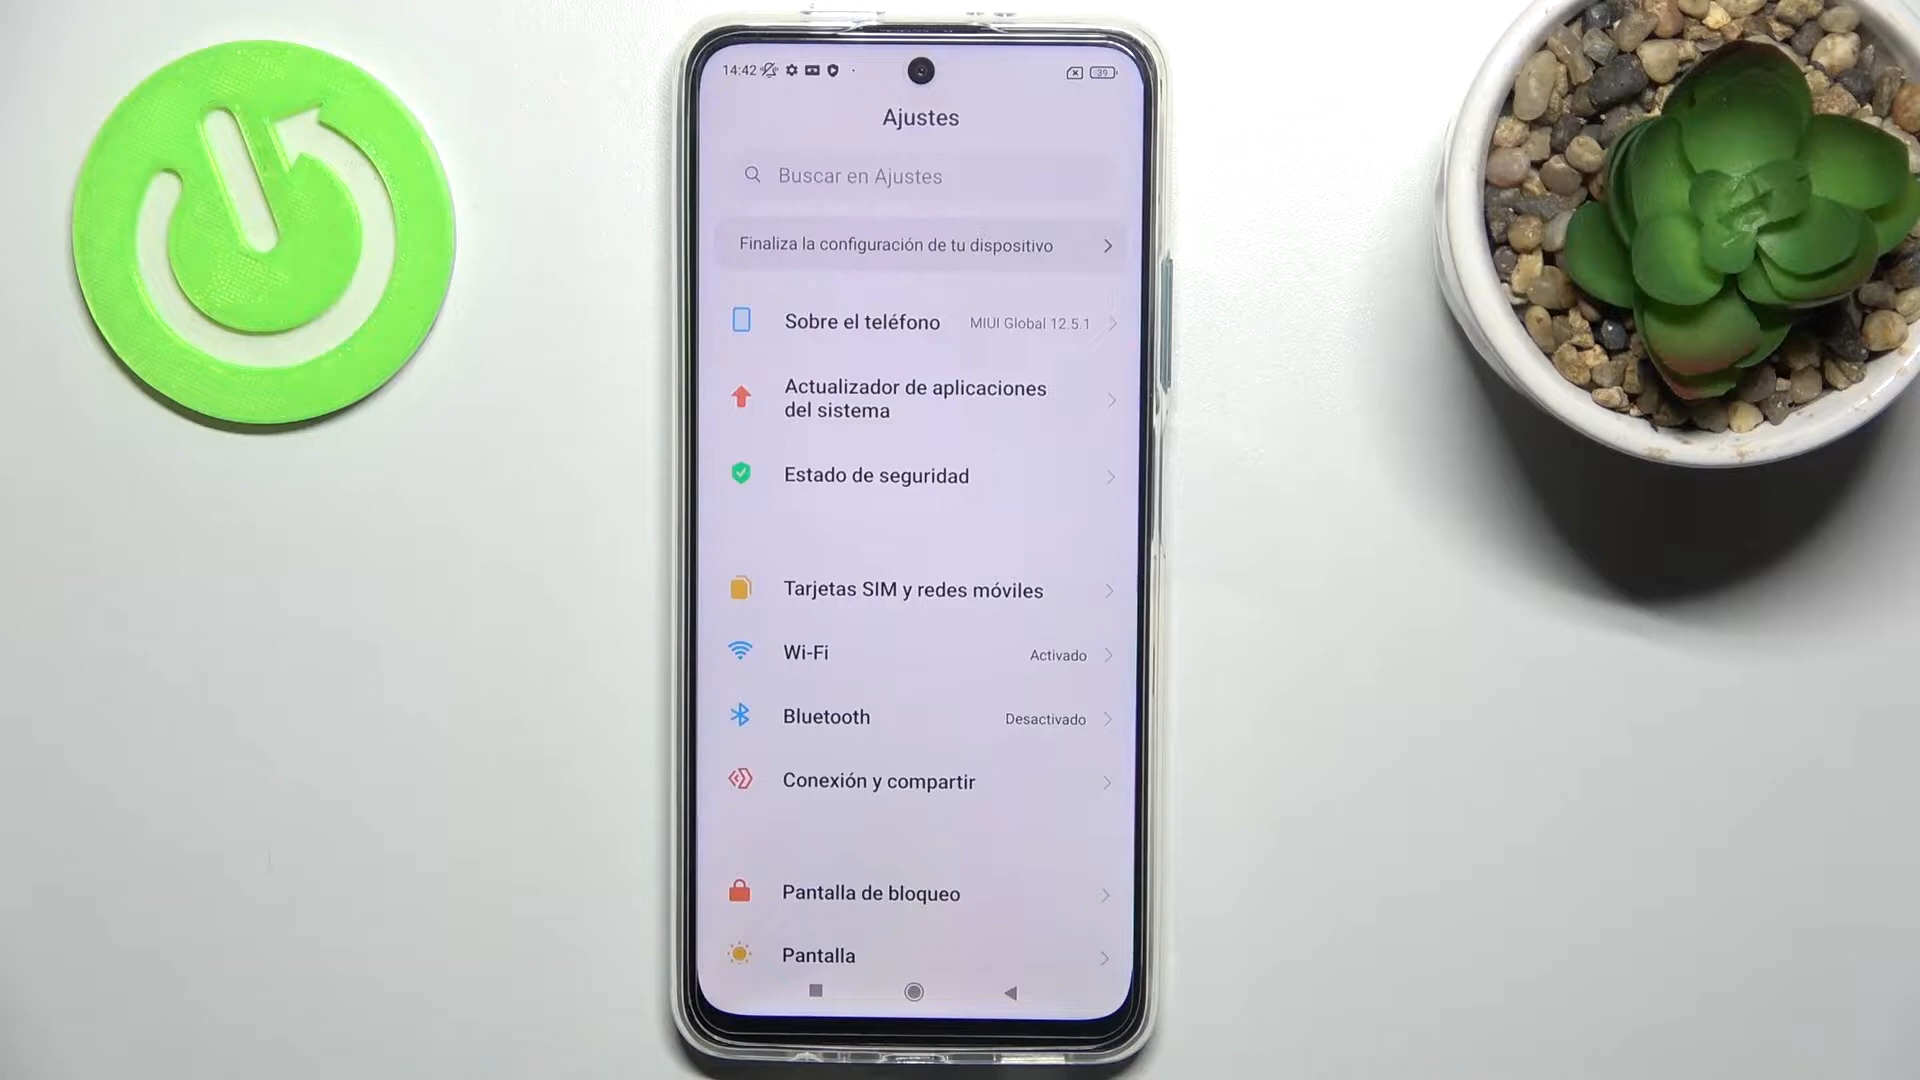 14:42
39
Ajustes
Buscar en Ajustes
Finaliza la configuración de tu dispositivo
Sobre el teléfono MIUI Global 12.5.1
Actualizador de aplicaciones
del sistema
Estado de seguridad
Tarjetas SIM y redes móviles
Wi-Fi Activado
Bluetooth Desactivado
Conexión y compartir
Pantalla de bloqueo
Pantalla